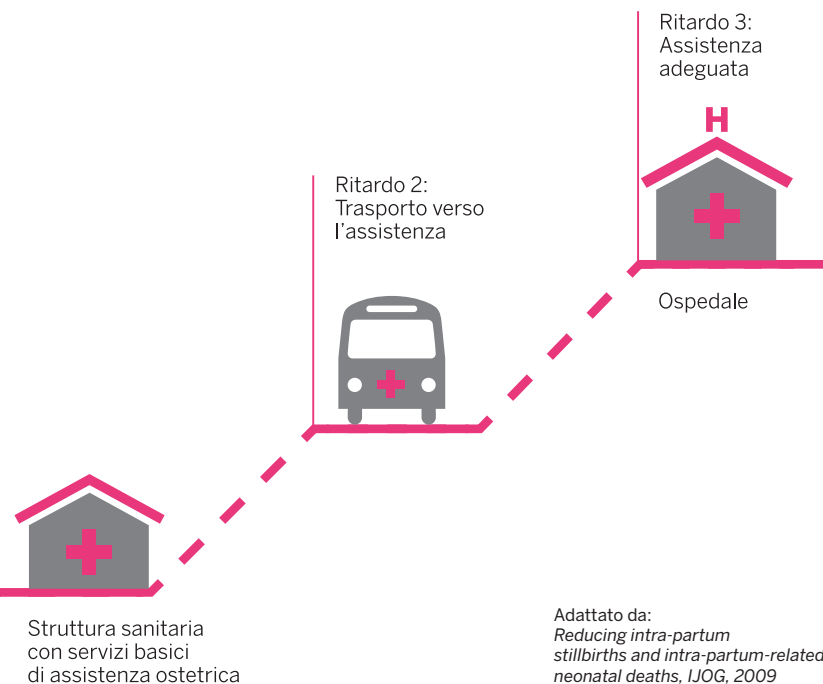 Ritardo 3:
Assistenza
adeguata
H
Ritardo 2:
Trasporto verso
l'assistenza
Ospedale
Struttura sanitaria
con servizi basici
di assistenza ostetrica
Adattato da:
Reducing intra-partum
stillbirths and intra-partum-related
neonatal deaths, IJOG, 2009